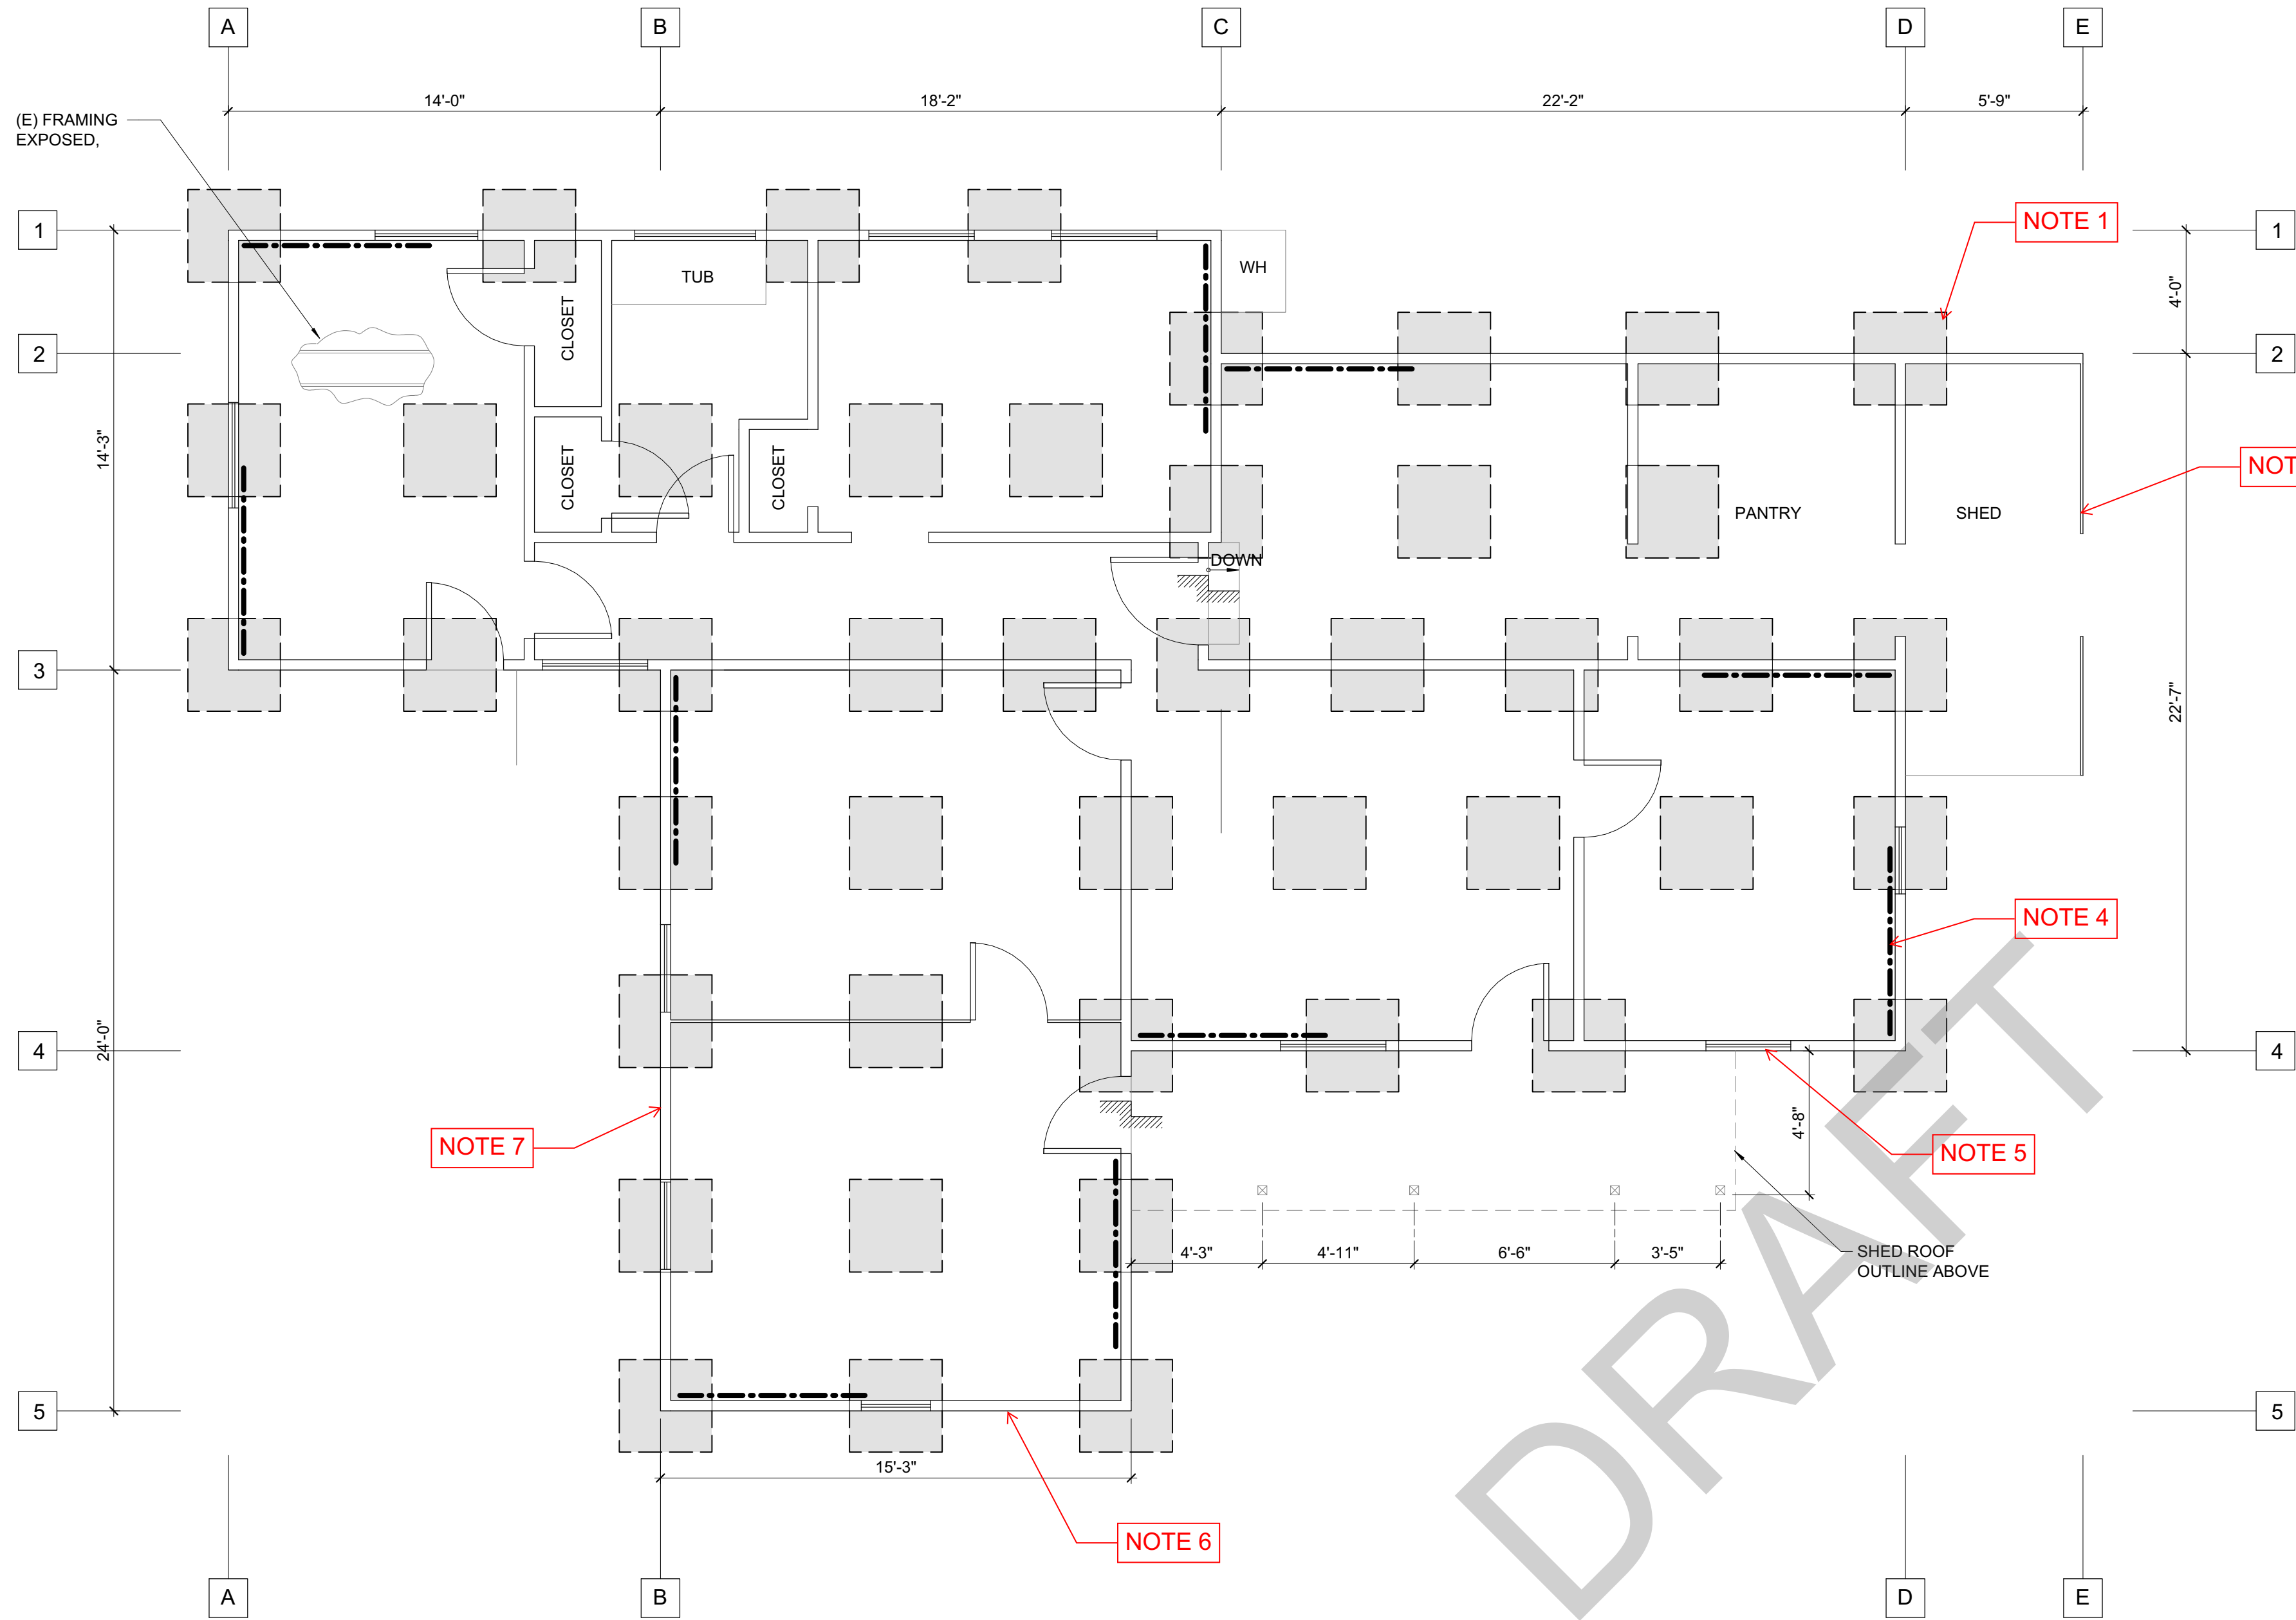 A
B
C
D
E
14'-0"
18'-2"
22'-2"
5'-9"
(E) FRAMING
EXPOSED,
NOTE 1
1
1
WH
TUB
4'-0"
CLOSET
2
2
14'-3"
NOT
CLOSET
CLOSET
PANTRY
SHED
DOWN
3
22'-7"
NOTE 4
24'-0"
4
4
4'-8"
NOTE 7
NOTE 5
4'-3"
4'-11"
6'-6"
3'-5"
SHED ROOF
OUTLINE ABOVE
DRAFT
5
5
15'-3"
NOTE 6
A
B
D
E